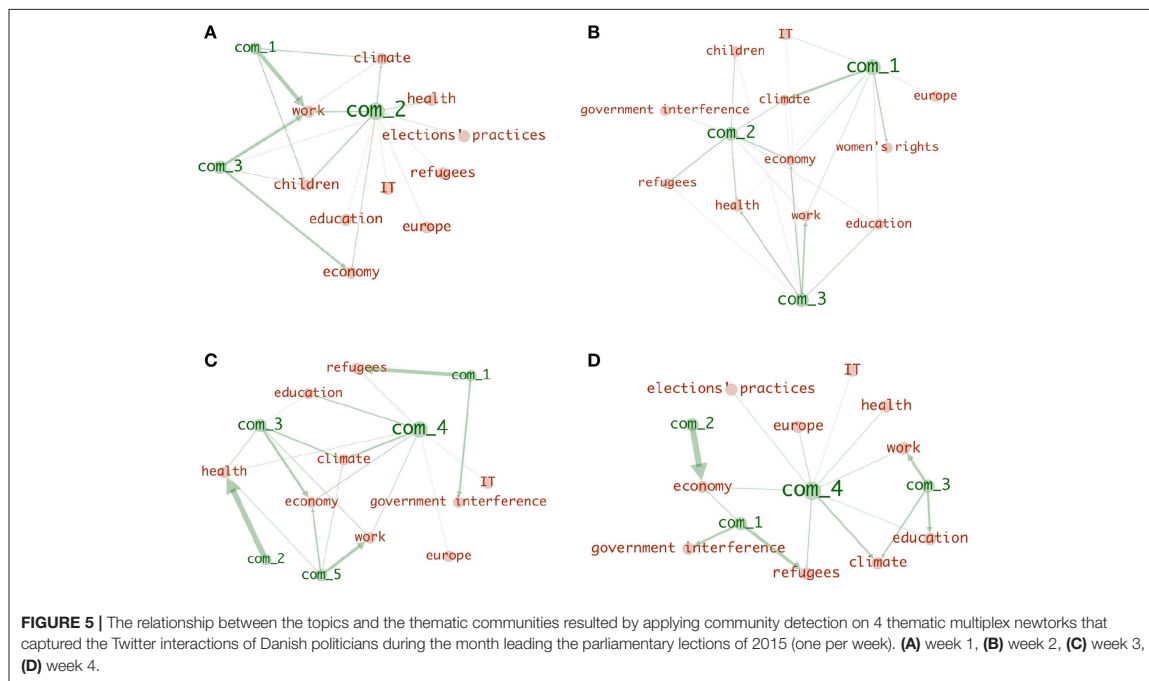 A
com_1
climate
health
work
com_2
elections' practices
com_3
refugees
children
IT
education
europe
economy
B
IT
children
com_1
climate
europe
government interference
com_2
women's rights
economy
refugees
health
work
education
com_3
C
refugees
com_1
education
com_3
com_4
climate
health
IT
economy
government interference
work
com_2
europe
com_5
D
IT
elections' practices
health
com_2
europe
work
economy
com_4
com_3
com_1
education
government interference
climate
refugees
FIGURE 5 | The relationship between the topics and the thematic communities resulted by applying community detection on 4 thematic multiplex newtorks that
captured the Twitter interactions of Danish politicians during the month leading the parliamentary lections of 2015 (one per week). (A) week 1, (B) week 2, (C) week 3,
(D) week 4.